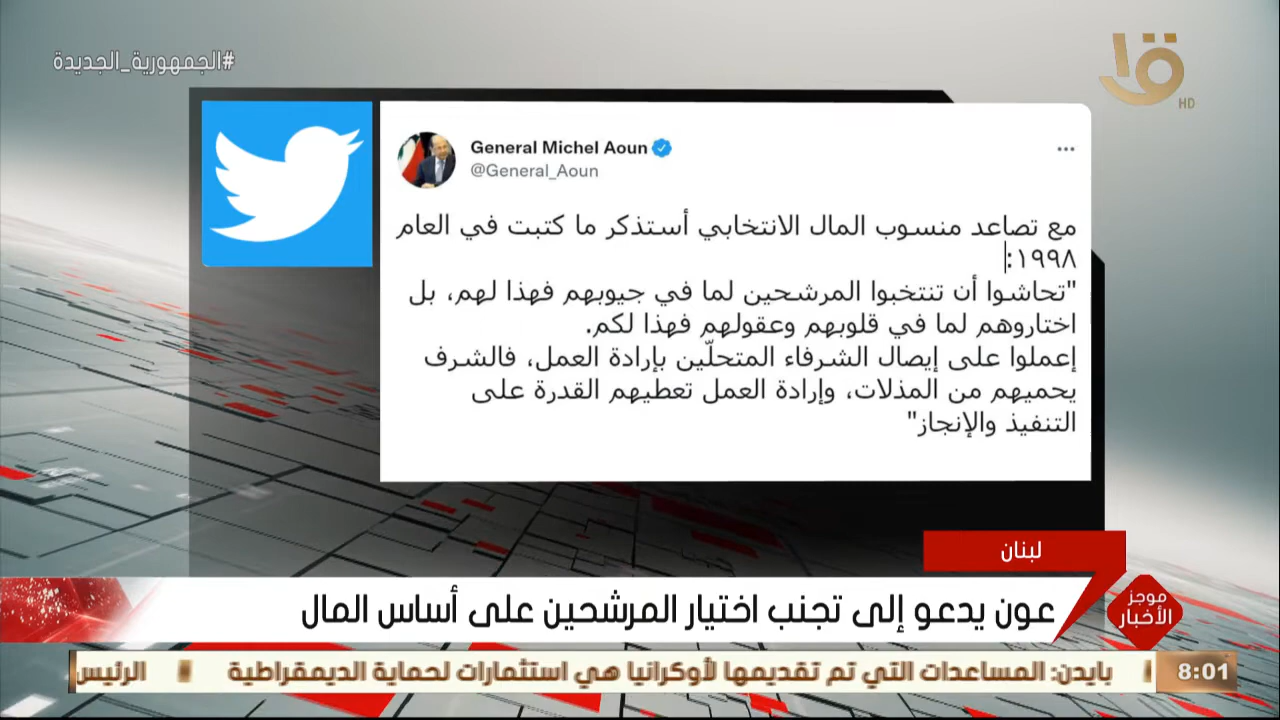 #الجمهورية_الجديدة
HD
General Michel Aoun
@General_Aoun
مع تصاعد منسوب المال الانتخابي أستذكر ما كتبت في العام
١٩٩٨:
"تحاشوا أن تنتخبوا المرشحين لما في جيوبهم فهذا لهم، بل
اختاروهم لما في قلوبهم وعقولهم فهذا لكم.
إعملوا على إيصال الشرفاء المتحلّين بإرادة العمل، فالشرف
يحميهم من المذلات، وإرادة العمل تعطيهم القدرة على
التنفيذ والإنجاز"
لبنان
موجز
الأخبار
عون يدعو إلى تجنب اختيار المرشحين على أساس المال
8:01
بايدن: المساعدات التي تم تقديمها لأوكرانيا هي استثمارات لحماية الديمقراطية
الرئيس